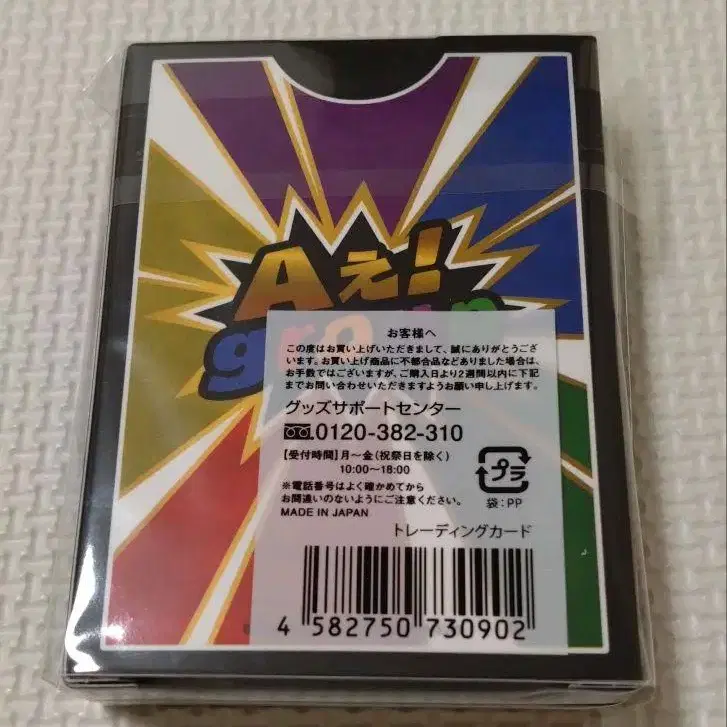 Aぇ!
group
お客様へ
この度はお買い上げいただきまして、誠にありがとうござ
います。お買い上げ商品に不都合品などありました場合は、
お手数ではございますが、ご購入日より2週間以内に下記
までお問い合わせいただきますようお願い申し上げます。
グッズサポートセンター
0120-382-310
【受付時間】月〜金(祝祭日を除く)
10:00〜18:00
※電話番号はよく確かめてから
お間違いのないようにご注意ください。
MADE IN JAPAN
プラ
袋:PP
トレーディングカード
4 582750 730902